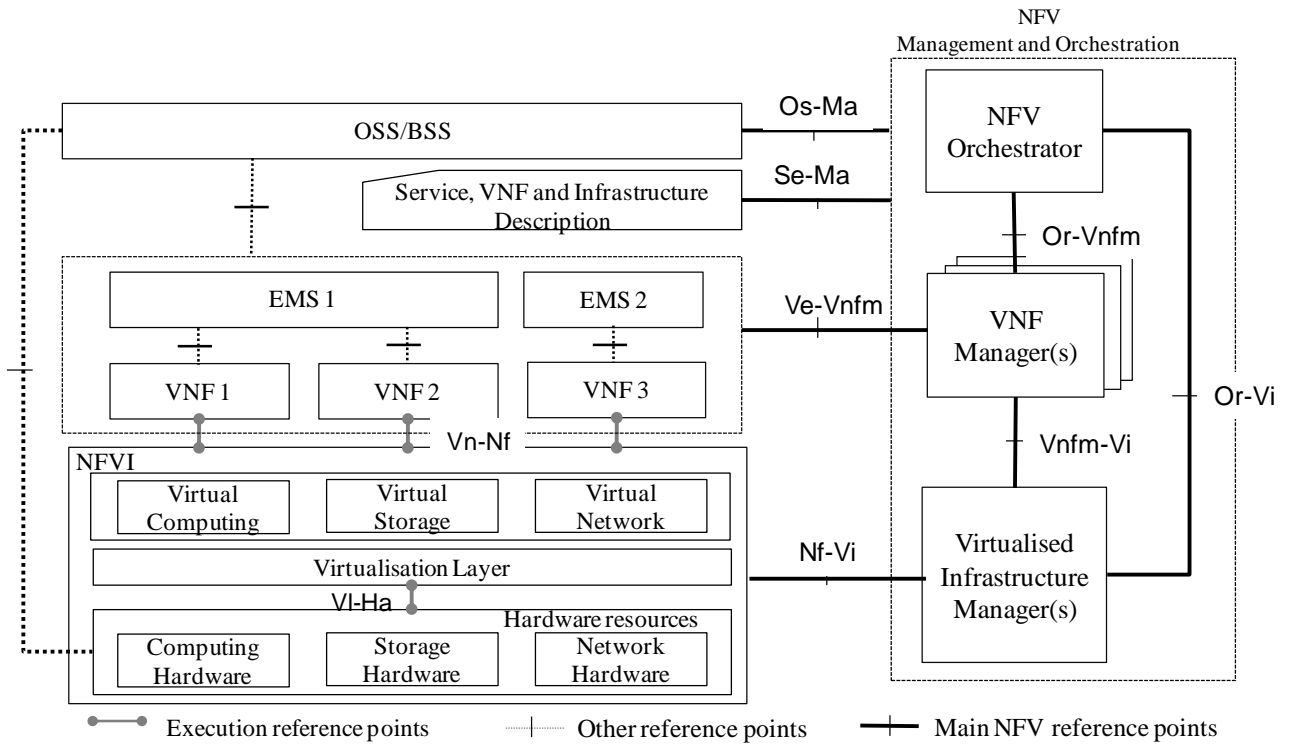 NFV
Management and Orchestration
Os-Ma
OSS/BSS
NFV
Orchestrator
Se-Ma
Service, VNF and Infrastructure
Description
Or-Vnfm
EMS 1
EMS 2
Ve-Vnfm
VNF
Manager(s)
VNF 1
VNF 2
VNF 3
Or-Vi
Vn-Nf
Vnfm-Vi
NFVI
Virtual
Computing
Virtual
Storage
Virtual
Network
Nf-Vi
Virtualised
Infrastructure
Manager(s)
Virtualisation Layer
Vl-Ha
Hardware resources
Computing
Hardware
Storage
Hardware
Network
Hardware
Execution reference points
Other reference points
Main NFV reference points